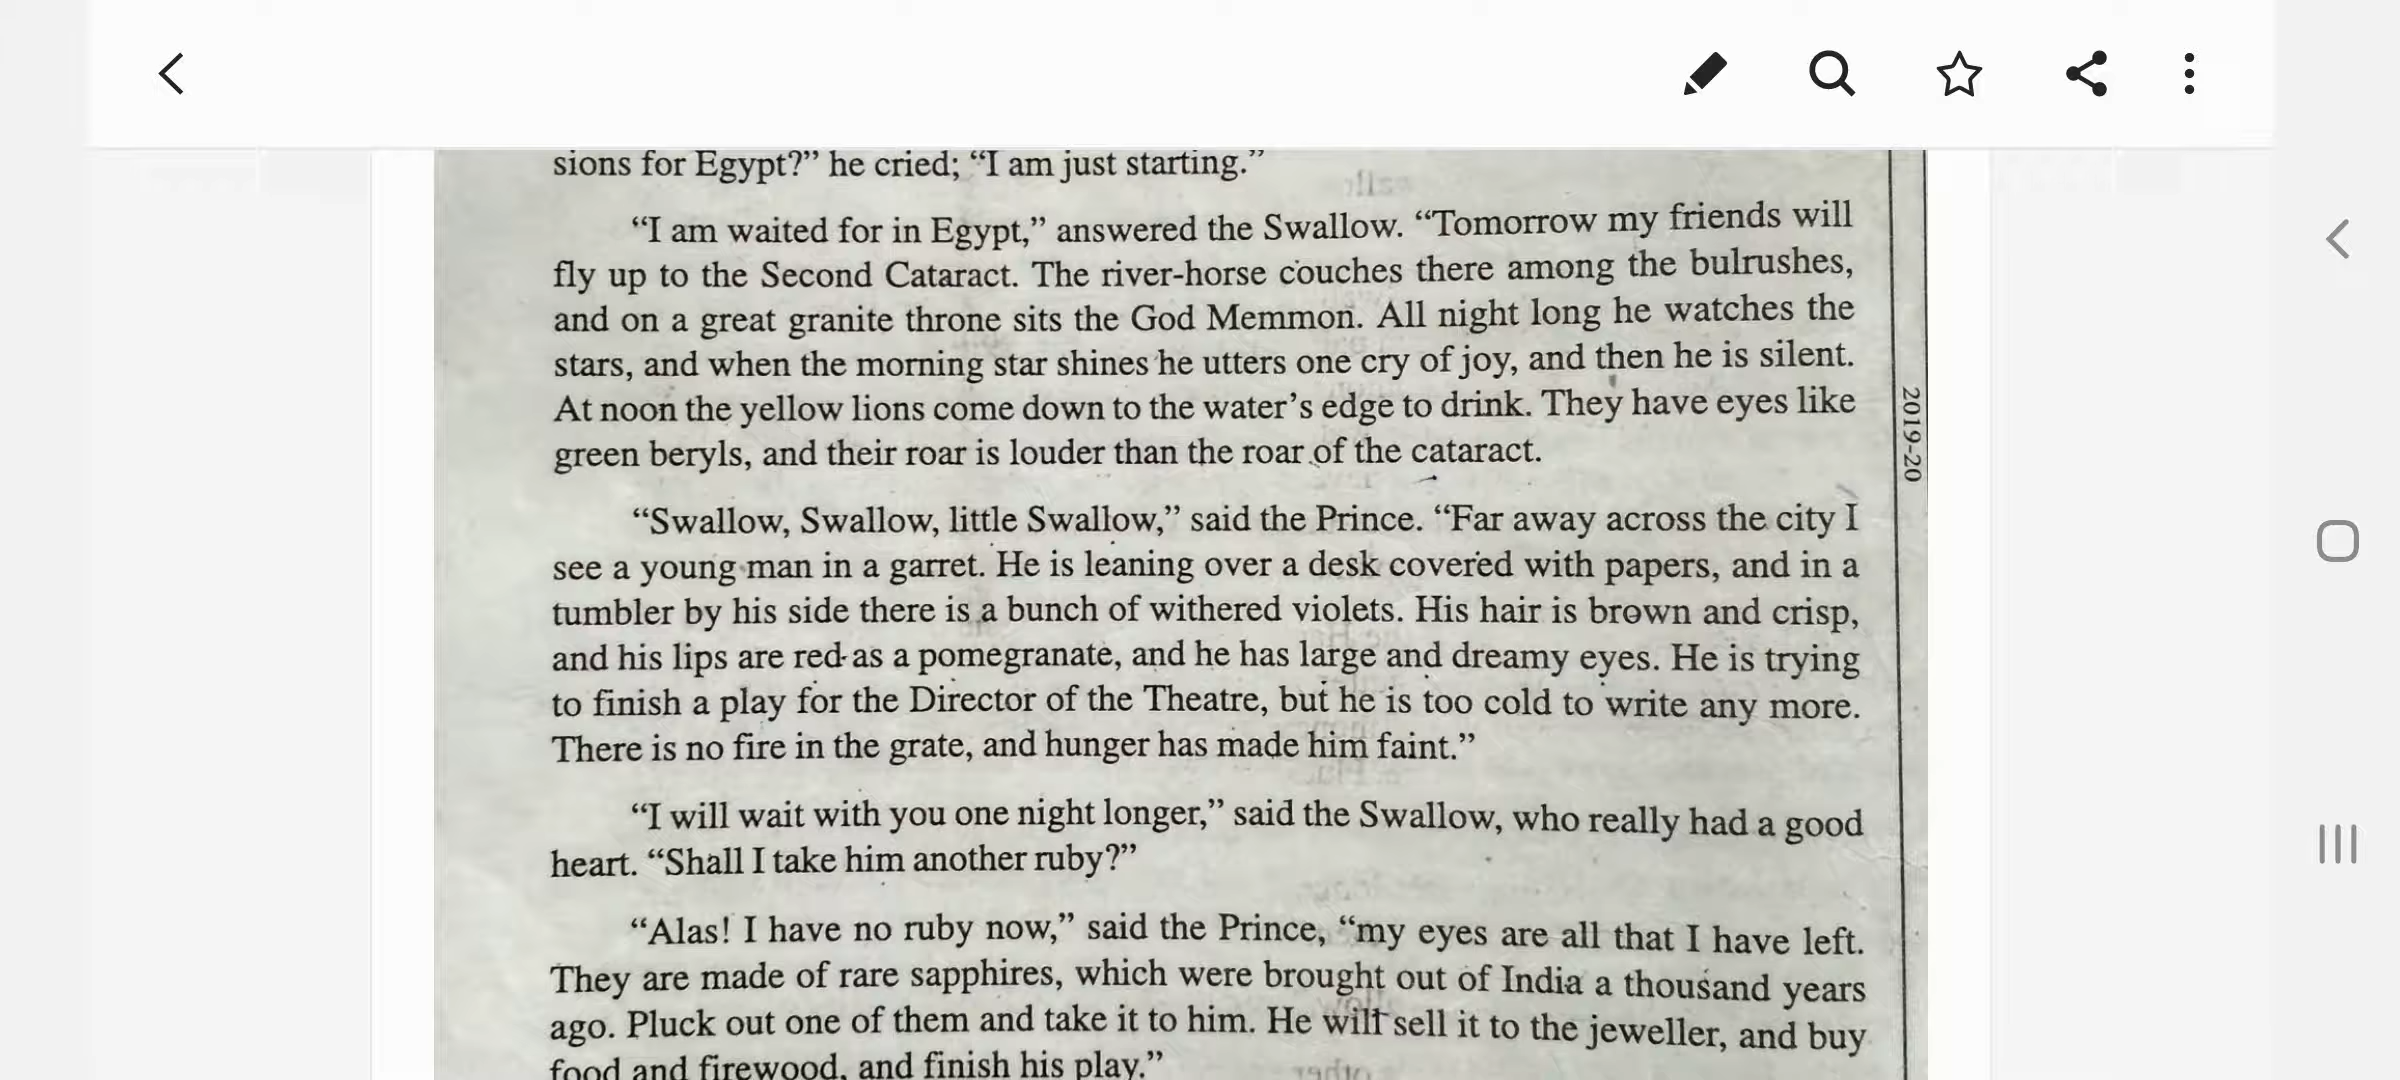 sions for Egypt?” he cried; “I am just starting.”
“I am waited for in Egypt,” answered the Swallow. “Tomorrow my friends will
fly up to the Second Cataract. The river-horse couches there among the bulrushes,
and on a great granite throne sits the God Memmon. All night long he watches the
stars, and when the morning star shines he utters one cry of joy, and then he is silent.
At noon the yellow lions come down to the water’s edge to drink. They have eyes like
green beryls, and their roar is louder than the roar of the cataract.
“Swallow, Swallow, little Swallow,” said the Prince. “Far away across the city I
see a young man in a garret. He is leaning over a desk covered with papers, and in a
tumbler by his side there is a bunch of withered violets. His hair is brown and crisp,
and his lips are red as a pomegranate, and he has large and dreamy eyes. He is trying
to finish a play for the Director of the Theatre, but he is too cold to write any more.
There is no fire in the grate, and hunger has made him faint.”
“I will wait with you one night longer,” said the Swallow, who really had a good
heart. “Shall I take him another ruby?”
“Alas! I have no ruby now,” said the Prince, “my eyes are all that I have left.
They are made of rare sapphires, which were brought out of India a thousand years
ago. Pluck out one of them and take it to him. He will sell it to the jeweller, and buy
food and firewood, and finish his play.”
2019-20